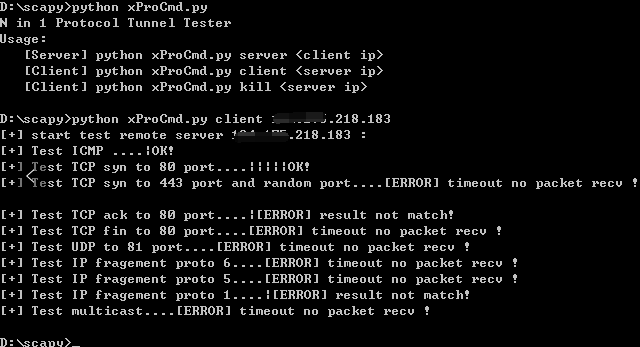 D:\scapy>python xProCmd.py
N in 1 Protocol Tunnel Tester
Usage:
[Server] python xProCmd.py server <client ip>
[Client] python xProCmd.py client <server ip>
[Client] python xProCmd.py kill <server ip>
D:\scapy>python xProCmd.py client .218.183
[+] start test remote server .218.183 :
[+] Test ICMP ....|OK!
[+] Test TCP syn to 80 port....|||||OK!
[+] Test TCP syn to 443 port and random port....[ERROR] timeout no packet recv !
[+] Test TCP ack to 80 port....|[ERROR] result not match!
[+] Test TCP fin to 80 port....[ERROR] timeout no packet recv !
[+] Test UDP to 81 port....[ERROR] timeout no packet recv !
[+] Test IP fragement proto 6....[ERROR] timeout no packet recv !
[+] Test IP fragement proto 5....[ERROR] timeout no packet recv !
[+] Test IP fragement proto 1....|[ERROR] result not match!
[+] Test multicast....[ERROR] timeout no packet recv !
D:\scapy>_